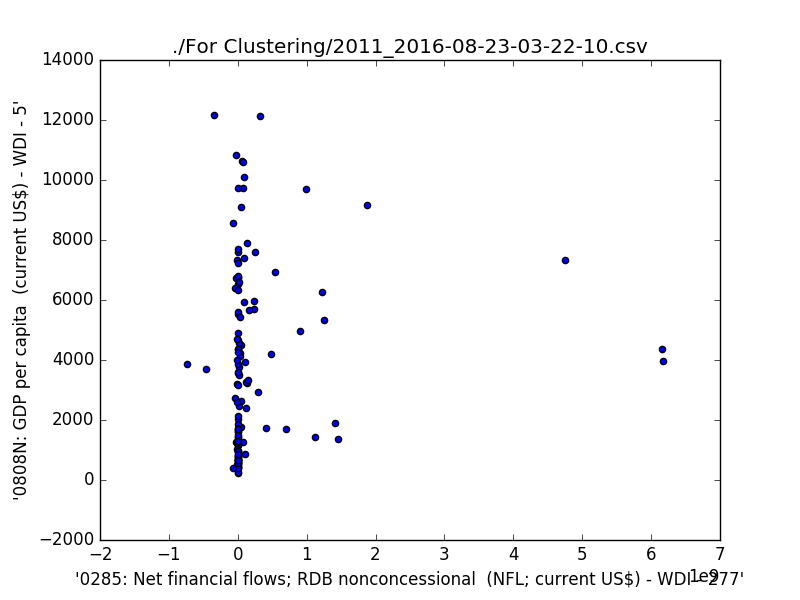 ./For Clustering/2011_2016-08-23-03-22-10.csv
14000
12000
10000
8000
6000
4000
2000
0
−2000
'0808N: GDP per capita  (current US$) - WDI - 5'
−2 −1 0 1 2 3 4 5 6 7
1e9
'0285: Net financial flows; RDB nonconcessional  (NFL; current US$) - WDI - 277'